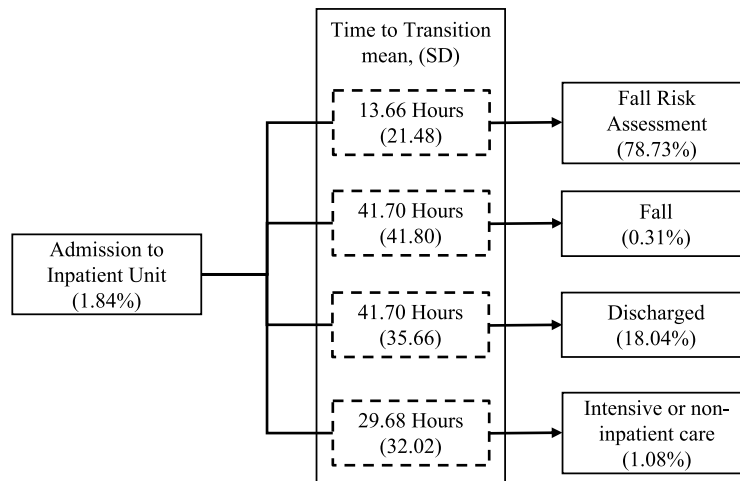 Time to Transition
mean, (SD)
13.66 Hours
(21.48)
Fall Risk
Assessment
(78.73%)
41.70 Hours
(41.80)
Fall
(0.31%)
Admission to
Inpatient Unit
(1.84%)
41.70 Hours
(35.66)
Discharged
(18.04%)
29.68 Hours
(32.02)
Intensive or non-
inpatient care
(1.08%)